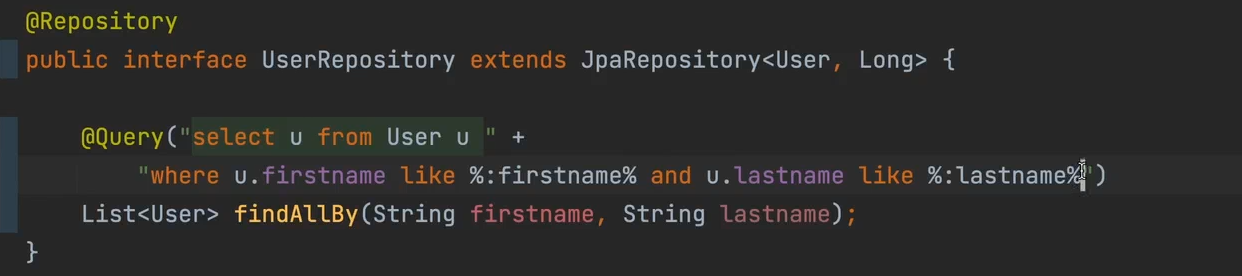 @Repository
public interface UserRepository extends JpaRepository<User, Long> {
@Query("select u from User u " +
"where u.firstname like %:firstname% and u.lastname like %:lastname%")
List<User> findAllBy(String firstname, String lastname);
}